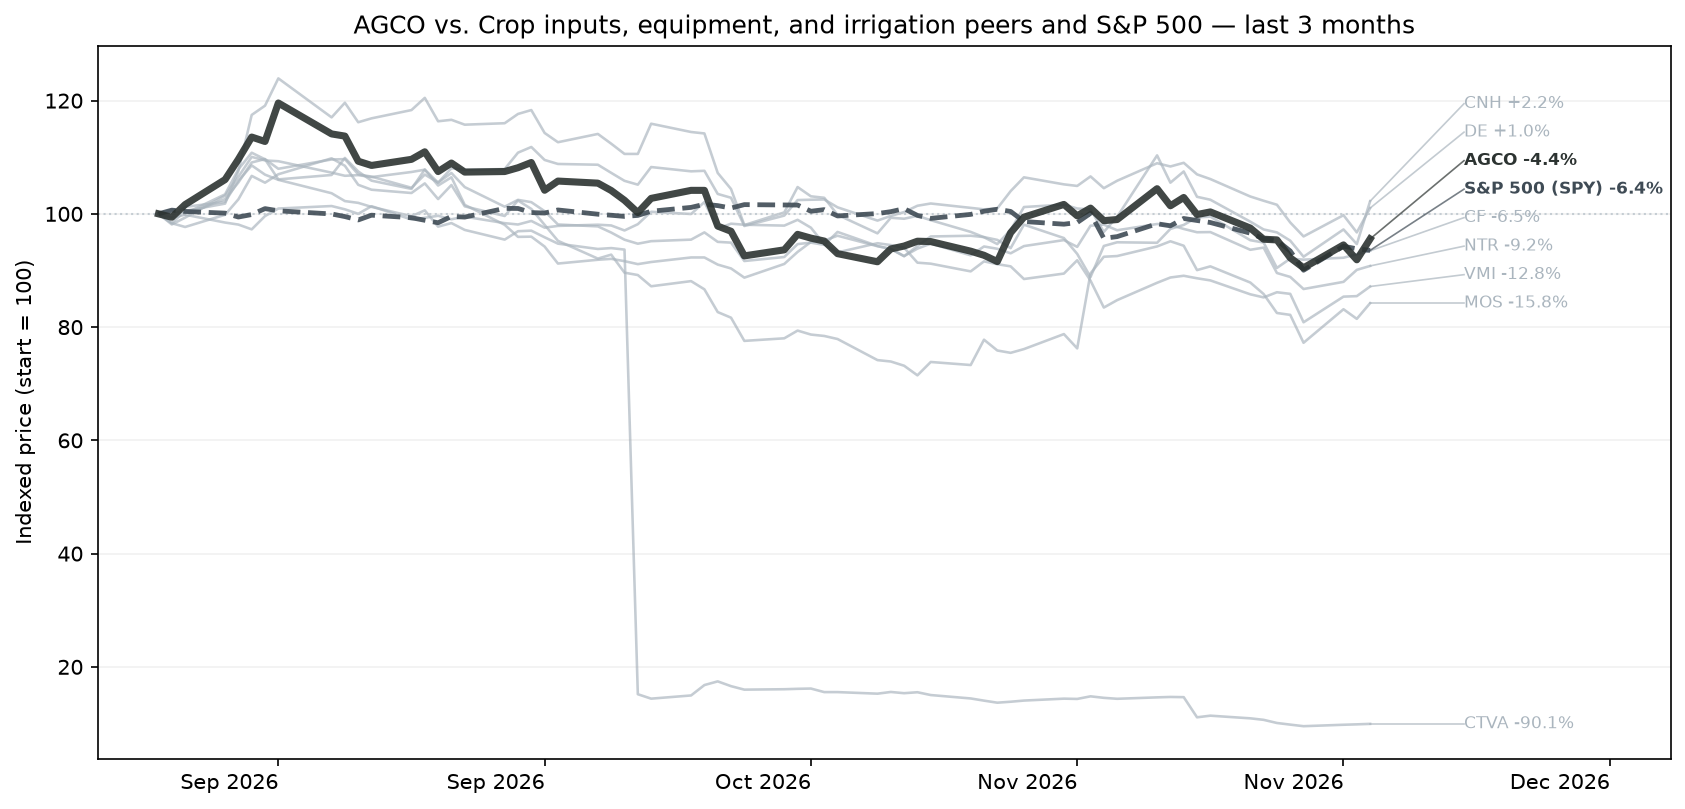 AGCO vs. Crop inputs, equipment, and irrigation peers and S&P 500 — last 3 months
Indexed price (start = 100)
120
100
80
60
40
20
CNH +2.2%
DE +1.0%
AGCO -4.4%
S&P 500 (SPY) -6.4%
CF -6.5%
NTR -9.2%
VMI -12.8%
MOS -15.8%
CTVA -90.1%
Sep 2026
Sep 2026
Oct 2026
Nov 2026
Nov 2026
Dec 2026